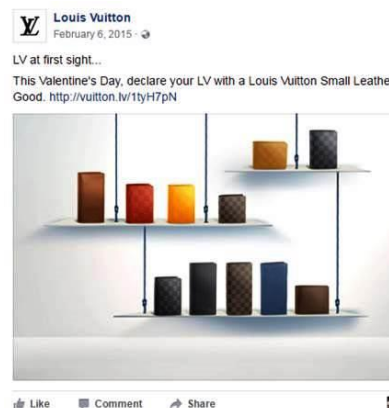 LV
Louis Vuitton
February 6, 2015 ·
LV at first sight...
This Valentine's Day, declare your LV with a Louis Vuitton Small Leathe
Good. http://vuitton.lv/1tyH7pN
Like Comment Share